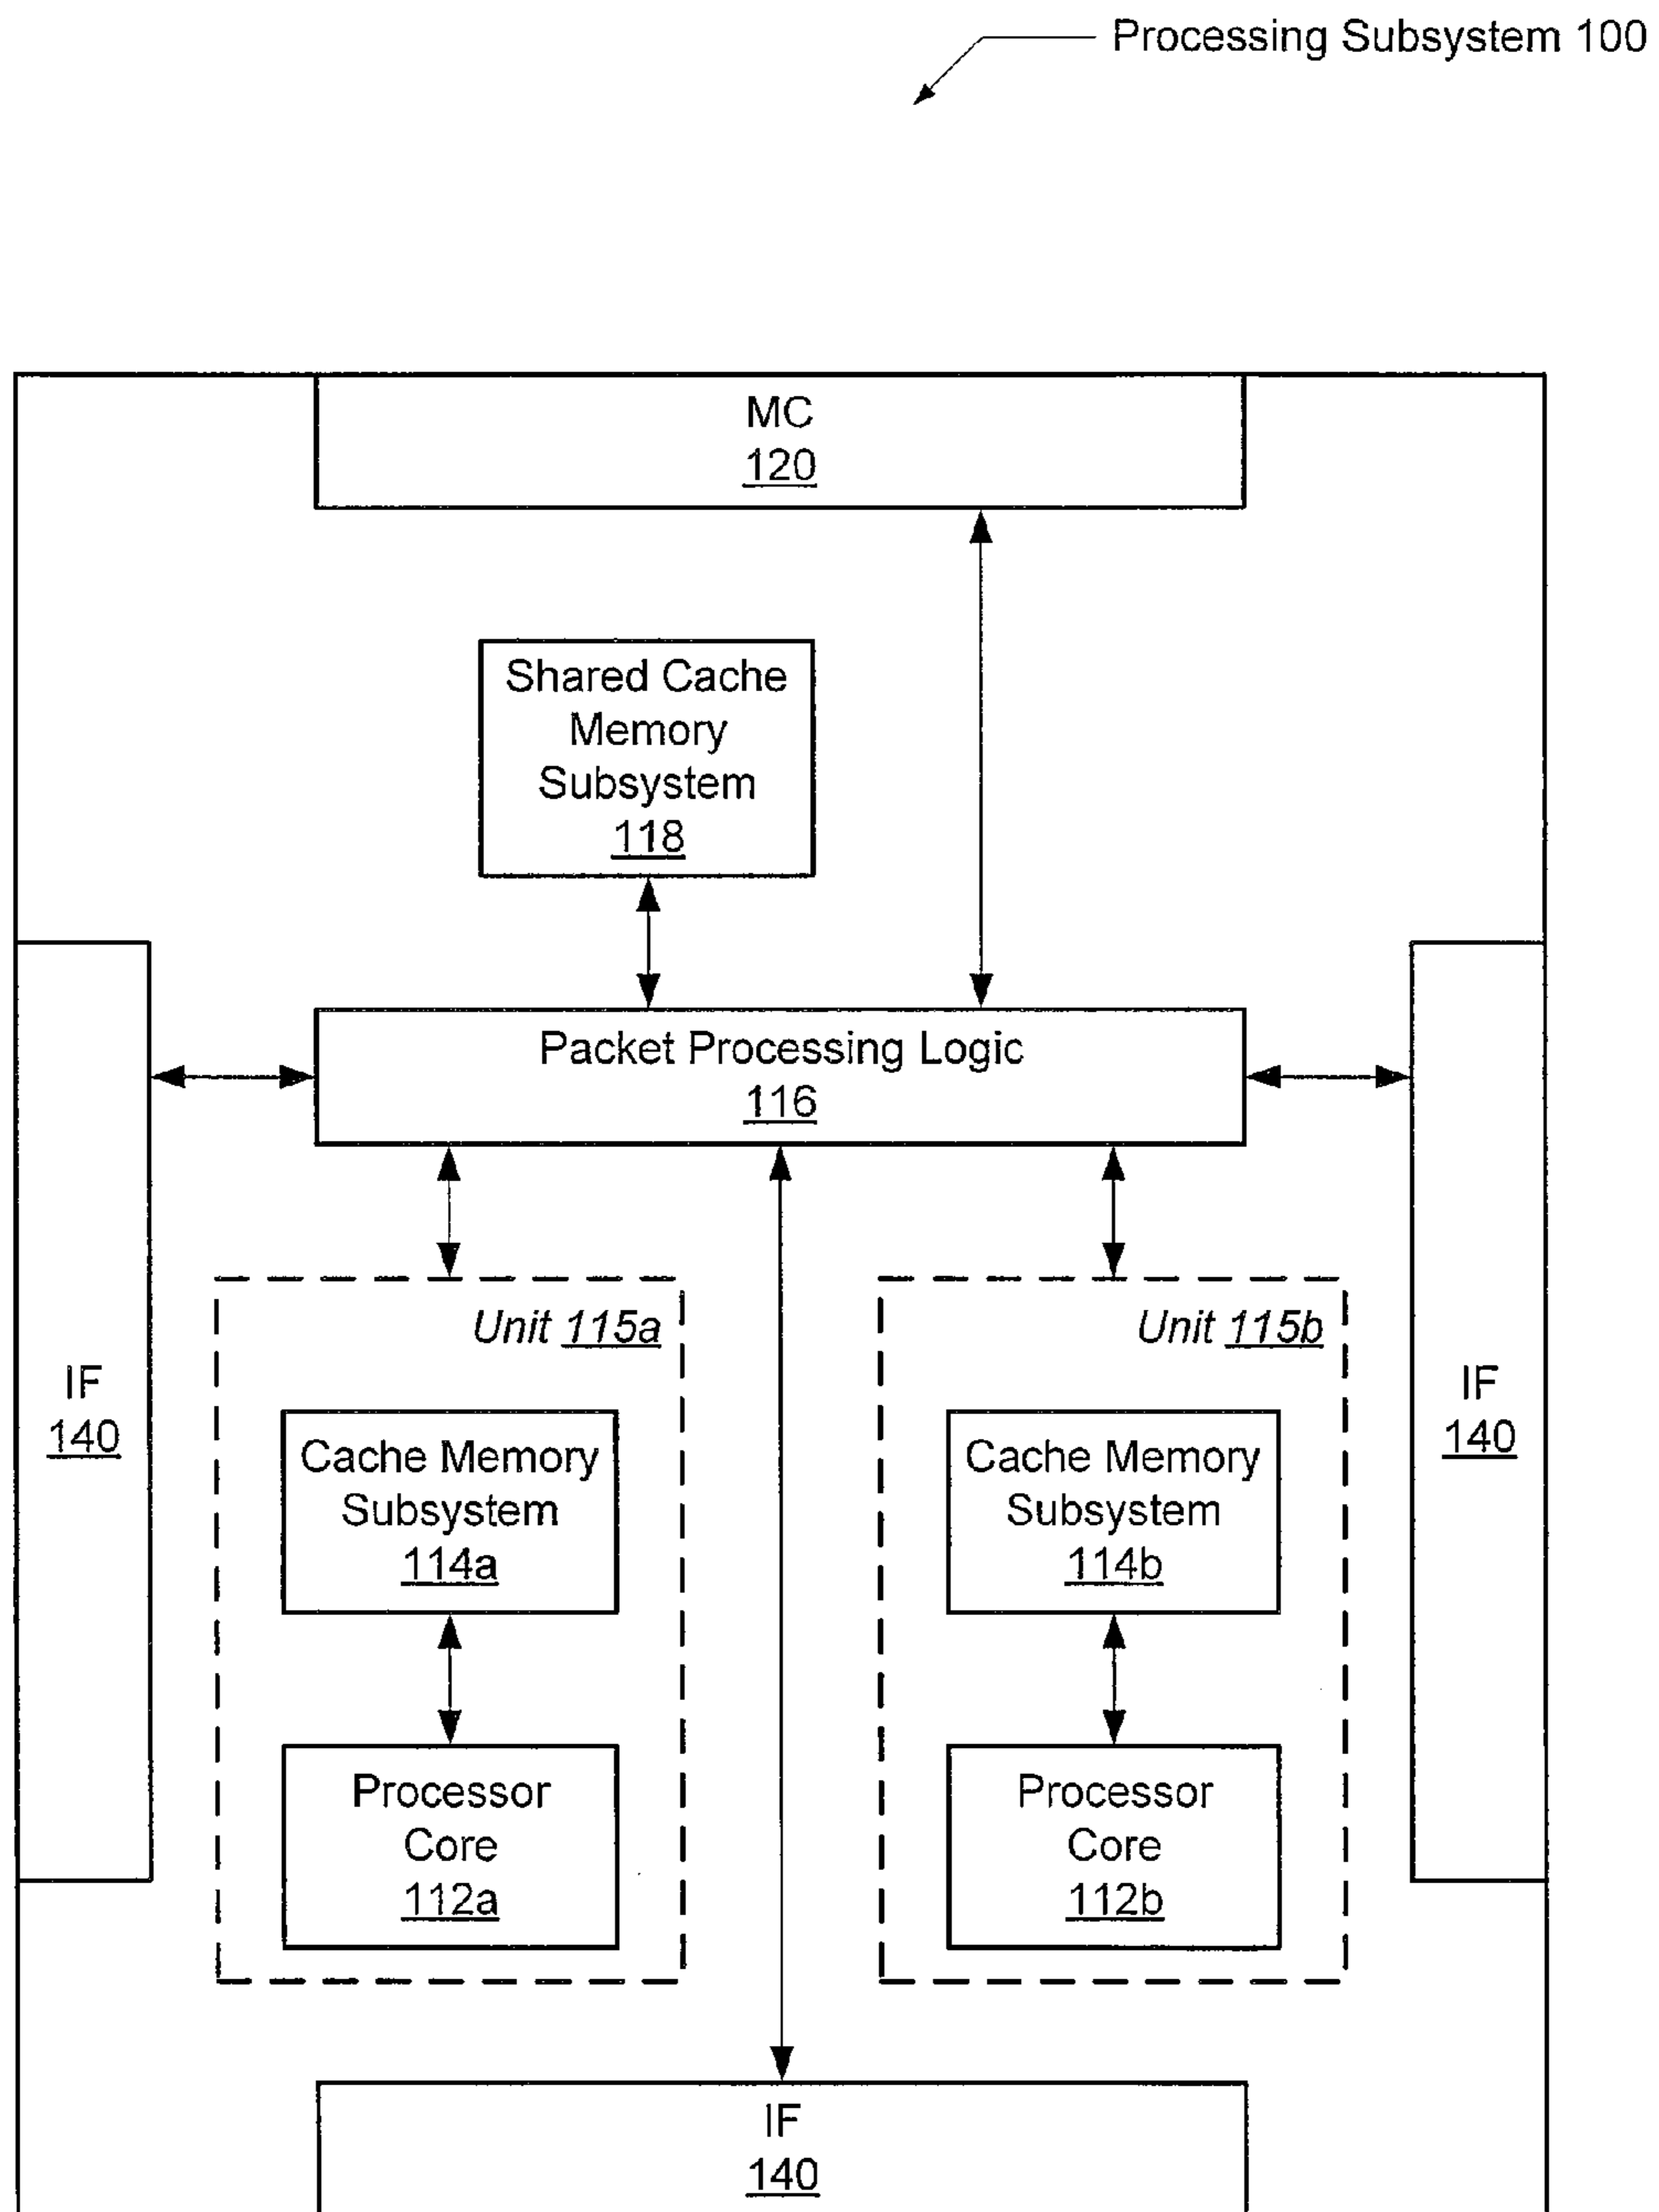 Processing Subsystem 100
MC
120
Shared Cache
Memory
Subsystem
118
Packet Processing Logic
116
Unit 115a
Unit 115b
IF
140
IF
140
Cache Memory
Subsystem
114a
Cache Memory
Subsystem
114b
Processor
Core
112a
Processor
Core
112b
IF
140